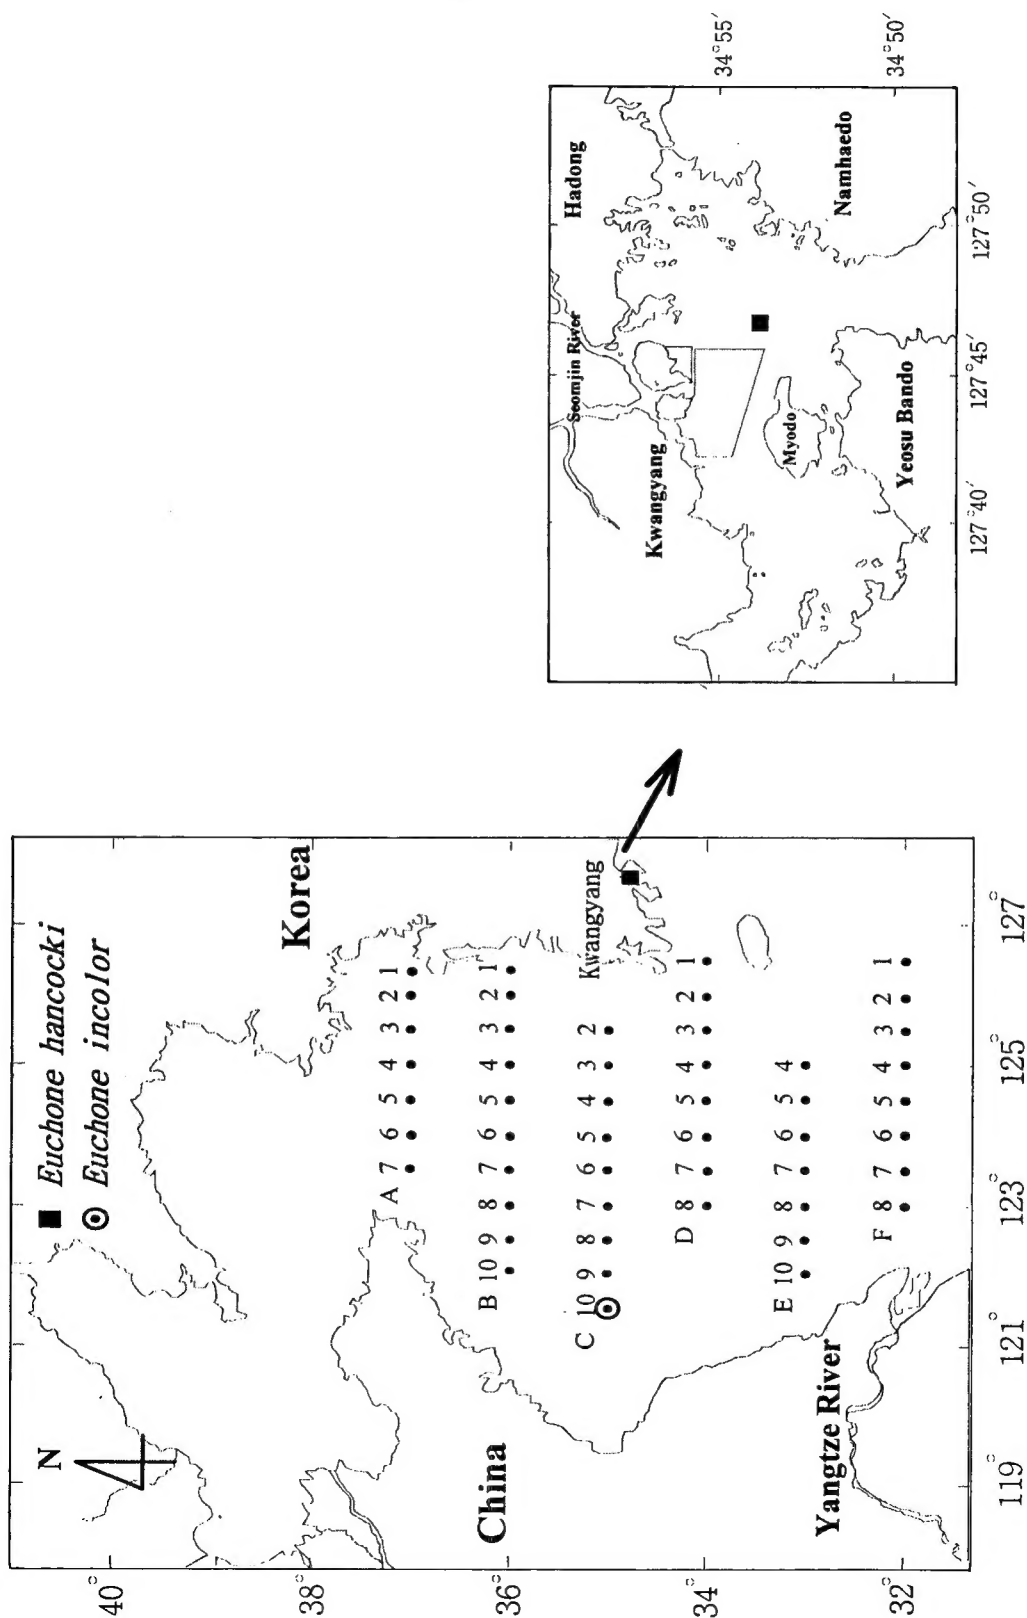 N
■ Euchone hancocki
◎ Euchone incolor
Korea
China
Yangtze River
Kwangyang
A 7 6 5 4 3 2 1
B 10 9 8 7 6 5 4 3 2 1
C 10 9 8 7 6 5 4 3 2
D 8 7 6 5 4 3 2 1
E 10 9 8 7 6 5 4
F 8 7 6 5 4 3 2 1
40°
38°
36°
34°
32°
119° 121° 123° 125° 127°
Hadong
Seomjin River
Kwangyang
Myodo
Namhaedo
Yeosu Bando
34°55′
34°50′
127°40′ 127°45′ 127°50′